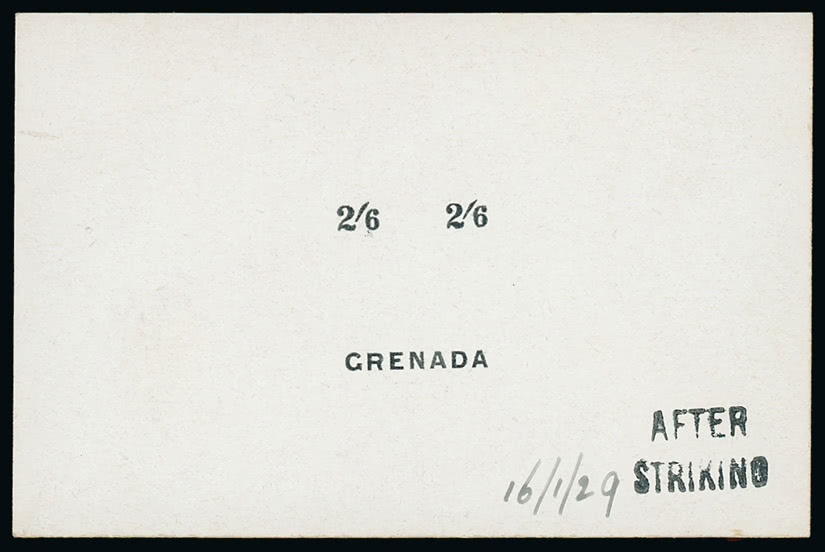 2/6 2/6
GRENADA
AFTER
16/1/29 STRIKING